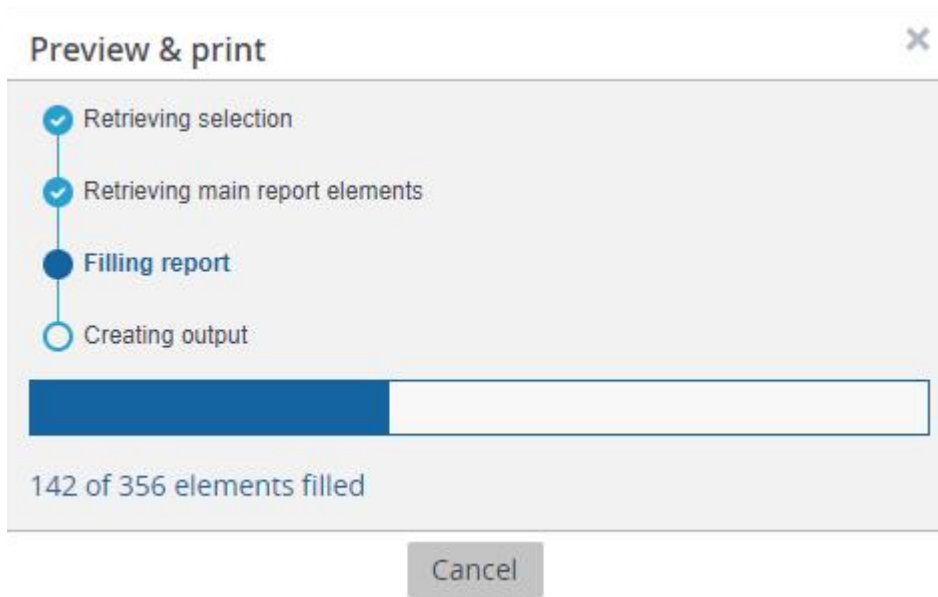 Preview & print
Retrieving selection
Retrieving main report elements
Filling report
Creating output
142 of 356 elements filled
Cancel